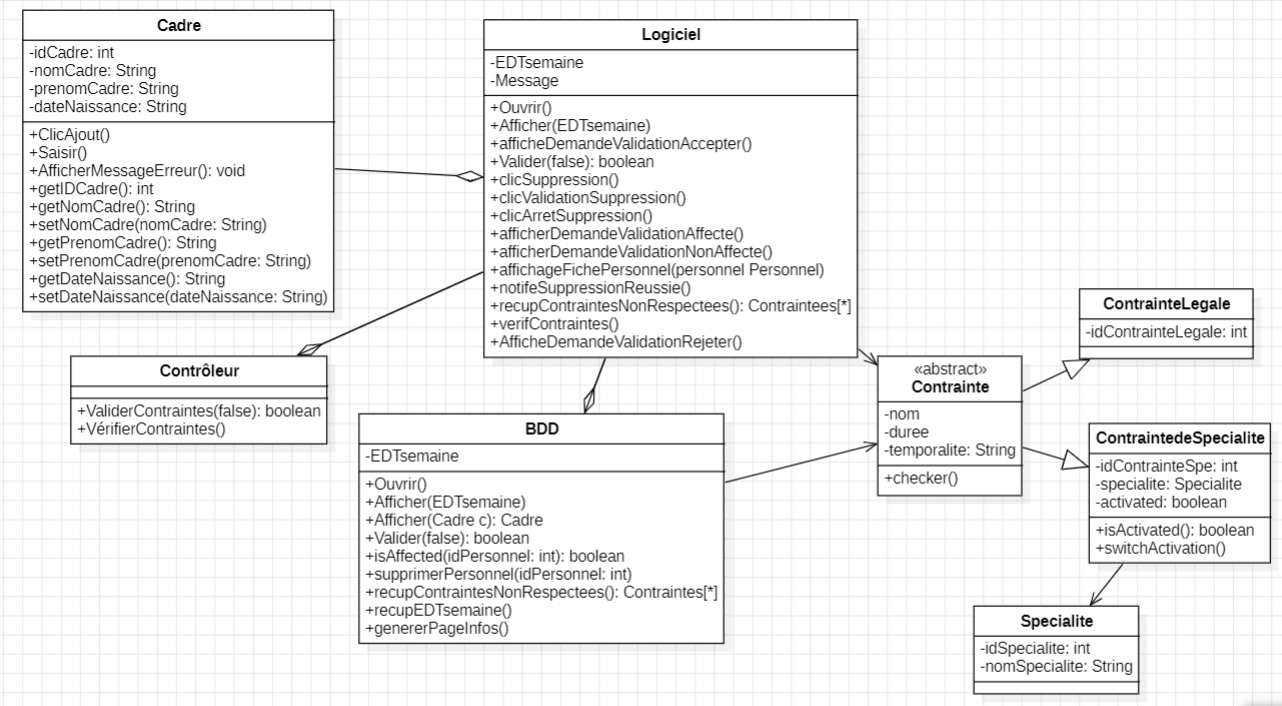 Cadre
-idCadre: int
-nomCadre: String
-prenomCadre: String
-dateNaissance: String
+ClicAjout()
+Saisir()
+AfficherMessageErreur(): void
+getIDCadre(): int
+getNomCadre(): String
+setNomCadre(nomCadre: String)
+getPrenomCadre(): String
+setPrenomCadre(prenomCadre: String)
+getDateNaissance(): String
+setDateNaissance(dateNaissance: String)
Logiciel
-EDTsemaine
-Message
+Ouvrir()
+Afficher(EDTsemaine)
+afficheDemandeValidationAccepter()
+Valider(false): boolean
+clicSuppression()
+clicValidationSuppression()
+clicArretSuppression()
+afficherDemandeValidationAffecte()
+afficherDemandeValidationNonAffecte()
+affichageFichePersonnel(personnel Personnel)
+notifeSuppressionReussie()
+recupContraintesNonRespectees(): Contraintees[*]
+verifContraintes()
+AfficheDemandeValidationRejeter()
Contrôleur
+ValiderContraintes(false): boolean
+VérifierContraintes()
BDD
-EDTsemaine
+Ouvrir()
+Afficher(EDTsemaine)
+Afficher(Cadre c): Cadre
+Valider(false): boolean
+isAffected(idPersonnel: int): boolean
+supprimerPersonnel(idPersonnel: int)
+recupContraintesNonRespectees(): Contraintes[*]
+recupEDTsemaine()
+genererPageInfos()
«abstract»
Contrainte
-nom
-duree
-temporalite: String
+checker()
ContrainteLegale
-idContrainteLegale: int
ContraintedeSpecialite
-idContrainteSpe: int
-specialite: Specialite
-activated: boolean
+isActivated(): boolean
+switchActivation()
Specialite
-idSpecialite: int
-nomSpecialite: String